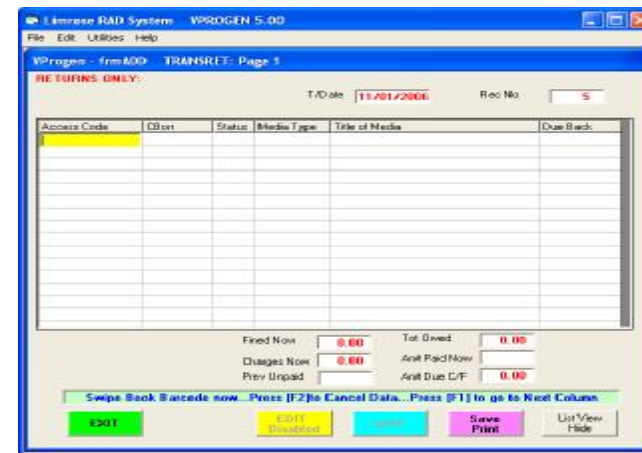 Limrose RAD System VPROGEN 5.00
File Edit Utilities Help
VProgen - frmADD TRANSRET: Page 1
RETURNS ONLY:
T/Date 11/01/2006 Rec No. 5
Access Code Status Media Type Title of Media Due Back
Fined Now 0.00 Tot Owed 0.00
Charges Now 0.00 Amt Paid Now
Prev Unpaid Amt Due C/F 0.00
Swipe Book Barcode now...Press [F2]to Cancel Data...Press [F1] to go to Next Column
EXIT EDIT Disabled Save Print List View Hide